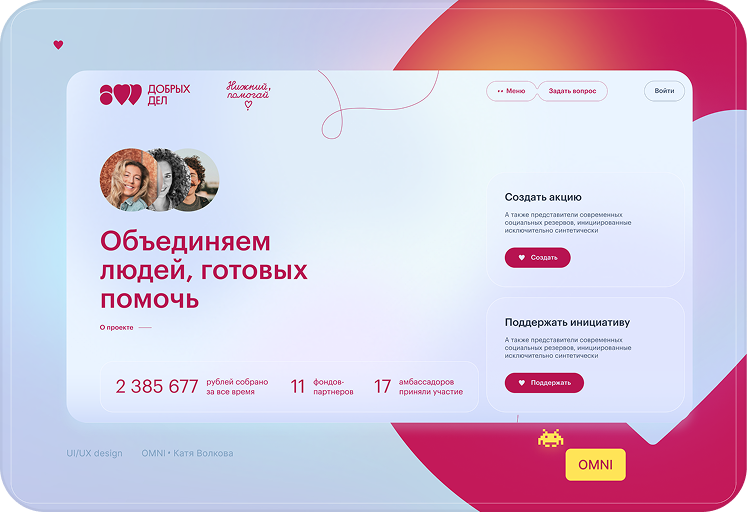 800 ДОБРЫХ
ДЕЛ
Нижний,
помогай
Меню
Задать вопрос
Войти
Объединяем
людей, готовых
помочь
О проекте
2 385 677 рублей собрано
за все время
11 фондов-
партнеров
17 амбассадоров
приняли участие
Создать акцию
А также представители современных
социальных резервов, инициированные
исключительно синтетически
Создать
Поддержать инициативу
А также представители современных
социальных резервов, инициированные
исключительно синтетически
Поддержать
UI/UX design
OMNI • Катя Волкова
OMNI